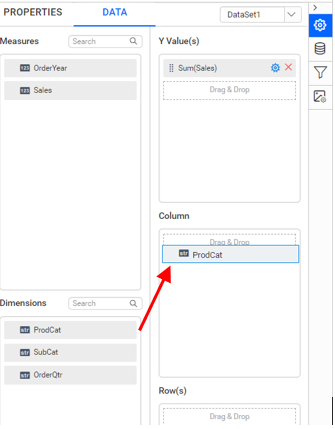 PROPERTIES
DATA
DataSet1
Measures
Search
123 OrderYear
123 Sales
Y Value(s)
Sum(Sales)
Drag & Drop
Column
Drag & Drop
str ProdCat
Dimensions
Search
str ProdCat
str SubCat
str OrderQtr
Row(s)
Drag & Drop